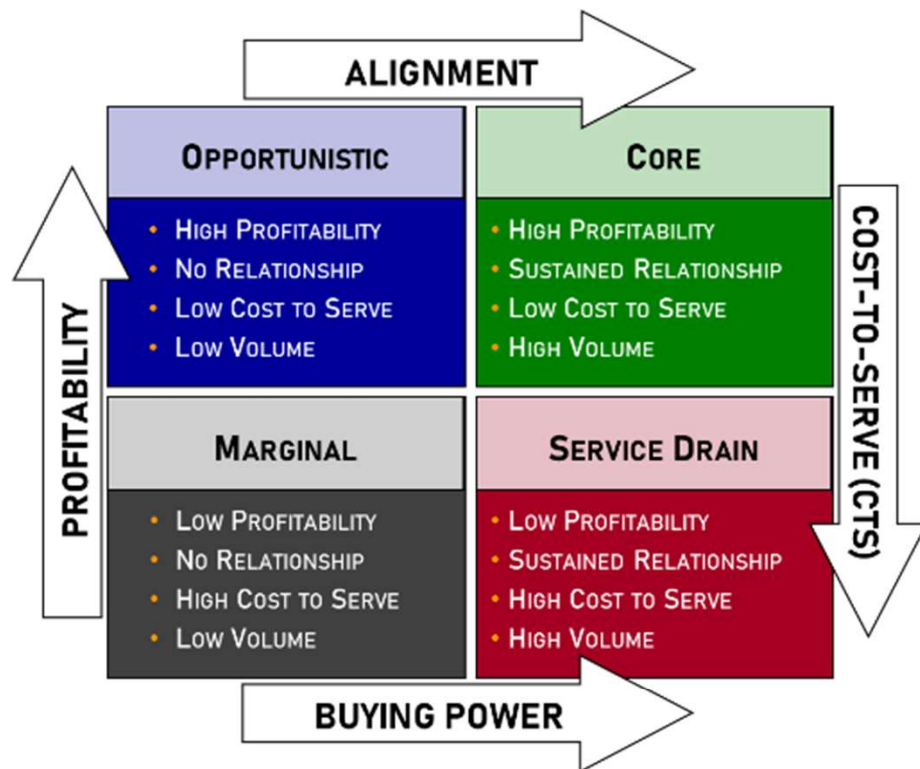 ALIGNMENT
OPPORTUNISTIC
• HIGH PROFITABILITY
• NO RELATIONSHIP
• LOW COST TO SERVE
• LOW VOLUME
CORE
• HIGH PROFITABILITY
• SUSTAINED RELATIONSHIP
• LOW COST TO SERVE
• HIGH VOLUME
PROFITABILITY
COST-TO-SERVE (CTS)
MARGINAL
• LOW PROFITABILITY
• NO RELATIONSHIP
• HIGH COST TO SERVE
• LOW VOLUME
SERVICE DRAIN
• LOW PROFITABILITY
• SUSTAINED RELATIONSHIP
• HIGH COST TO SERVE
• HIGH VOLUME
BUYING POWER